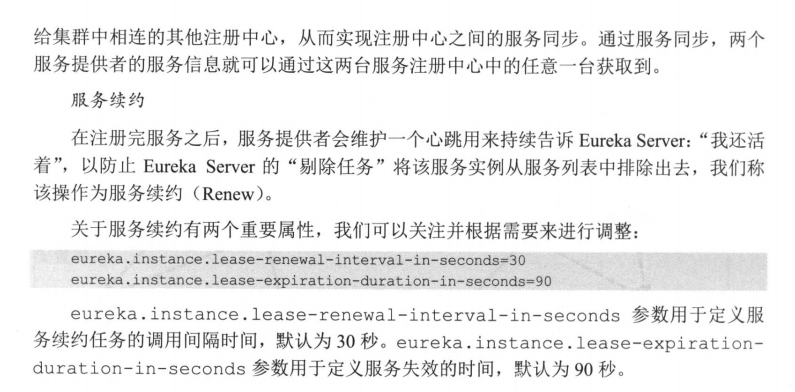 给集群中相连的其他注册中心，从而实现注册中心之间的服务同步。通过服务同步，两个
服务提供者的服务信息就可以通过这两台服务注册中心中的任意一台获取到。
服务续约
在注册完服务之后，服务提供者会维护一个心跳用来持续告诉 Eureka Server：“我还活
着”，以防止 Eureka Server 的“剔除任务”将该服务实例从服务列表中排除出去，我们称
该操作为服务续约（Renew）。
关于服务续约有两个重要属性，我们可以关注并根据需要来进行调整：
eureka.instance.lease-renewal-interval-in-seconds=30
eureka.instance.lease-expiration-duration-in-seconds=90
eureka.instance.lease-renewal-interval-in-seconds 参数用于定义服
务续约任务的调用间隔时间，默认为 30 秒。eureka.instance.lease-expiration-
duration-in-seconds 参数用于定义服务失效的时间，默认为 90 秒。